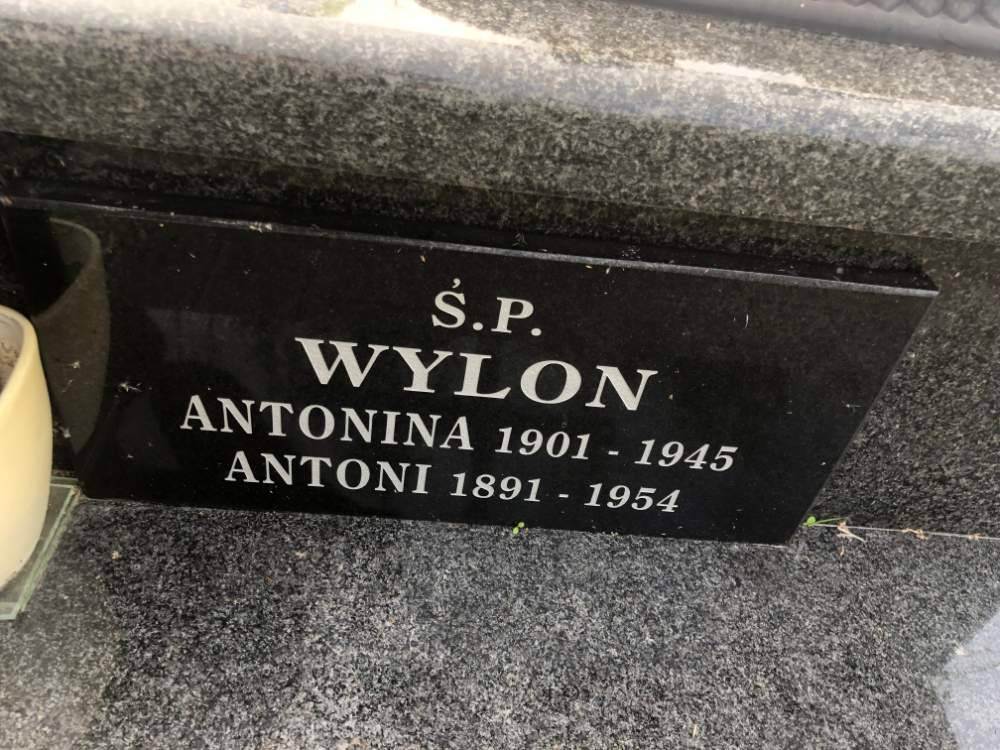 Ś.P.
WYLON
ANTONINA 1901 - 1945
ANTONI 1891 - 1954